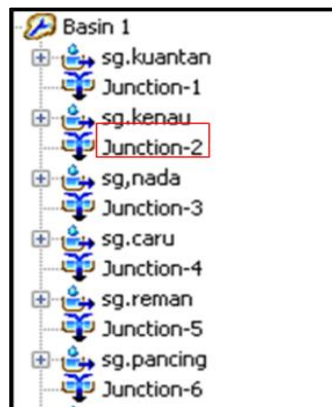 Basin 1
sg.kuantan
Junction-1
sg.kenau
Junction-2
sg,nada
Junction-3
sg.caru
Junction-4
sg.reman
Junction-5
sg.pancing
Junction-6